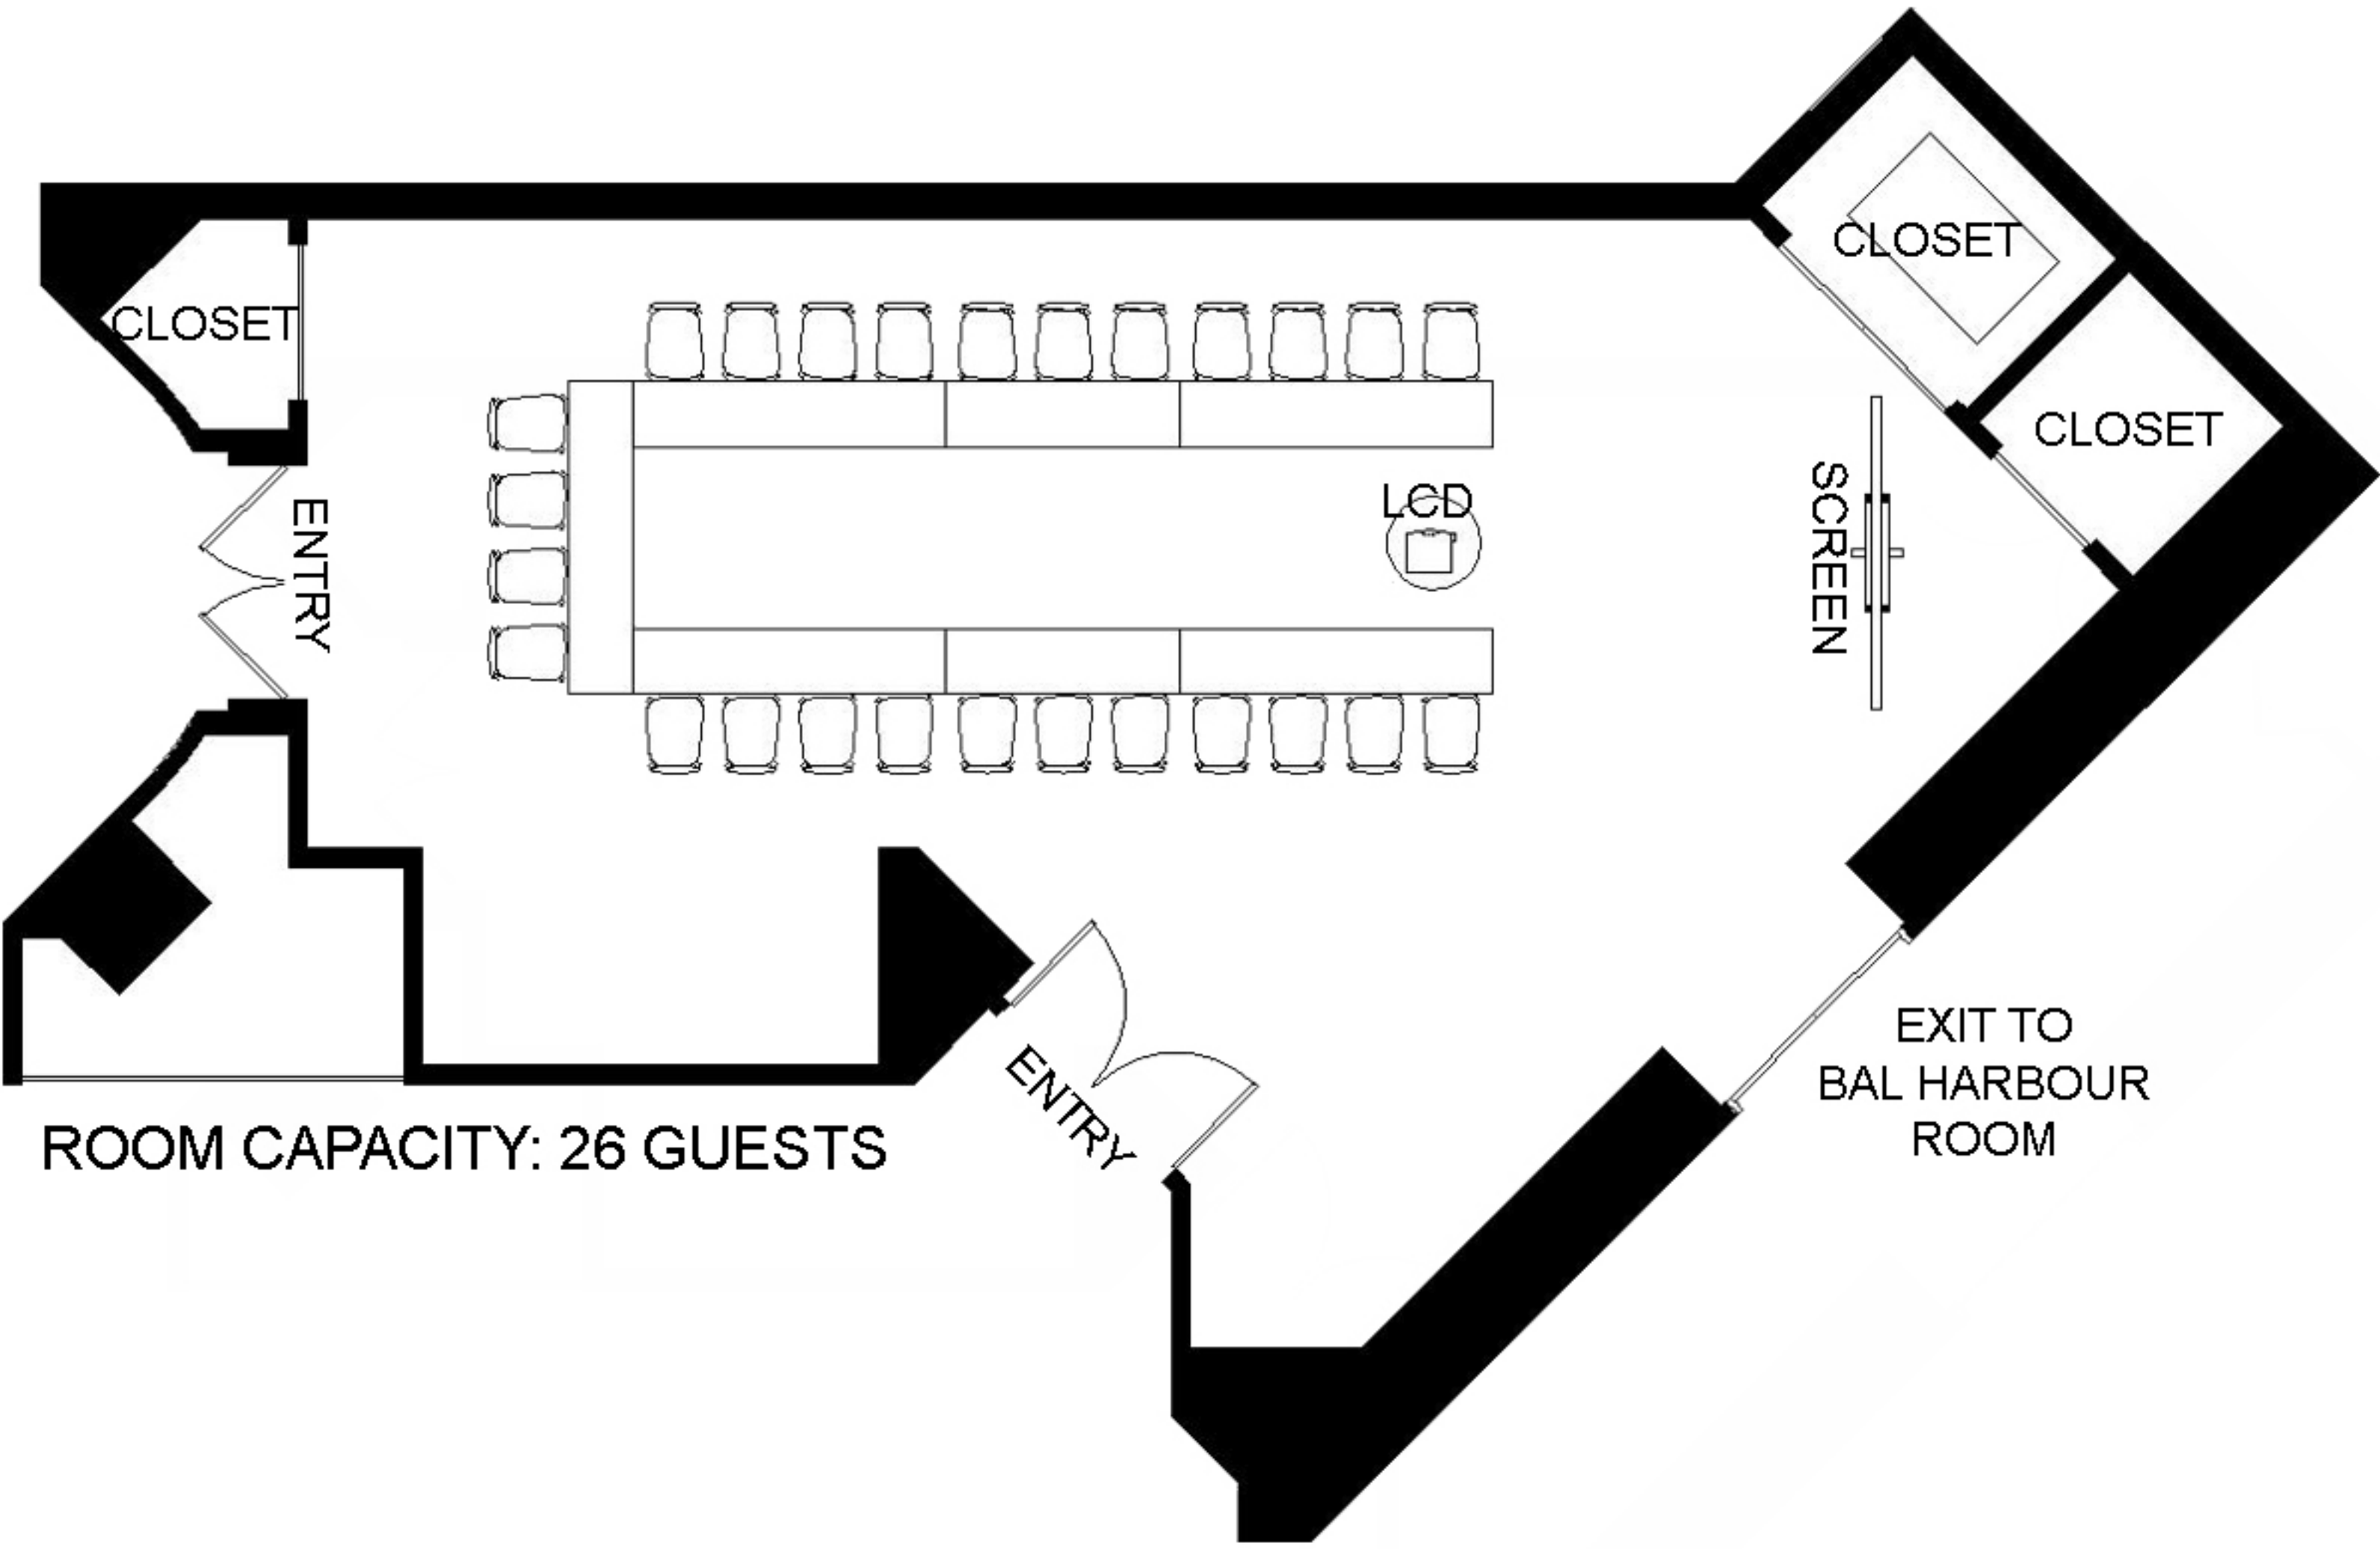 CLOSET
CLOSET
CLOSET
LCD
SCREEN
ENTRY
ENTRY
EXIT TO
BAL HARBOUR
ROOM
ROOM CAPACITY: 26 GUESTS